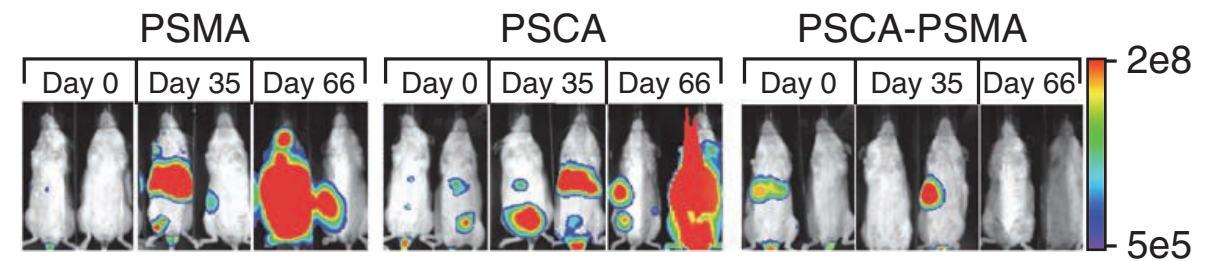 PSMA PSCA PSCA-PSMA
Day 0 Day 35 Day 66 Day 0 Day 35 Day 66 Day 0 Day 35 Day 66
2e8
5e5